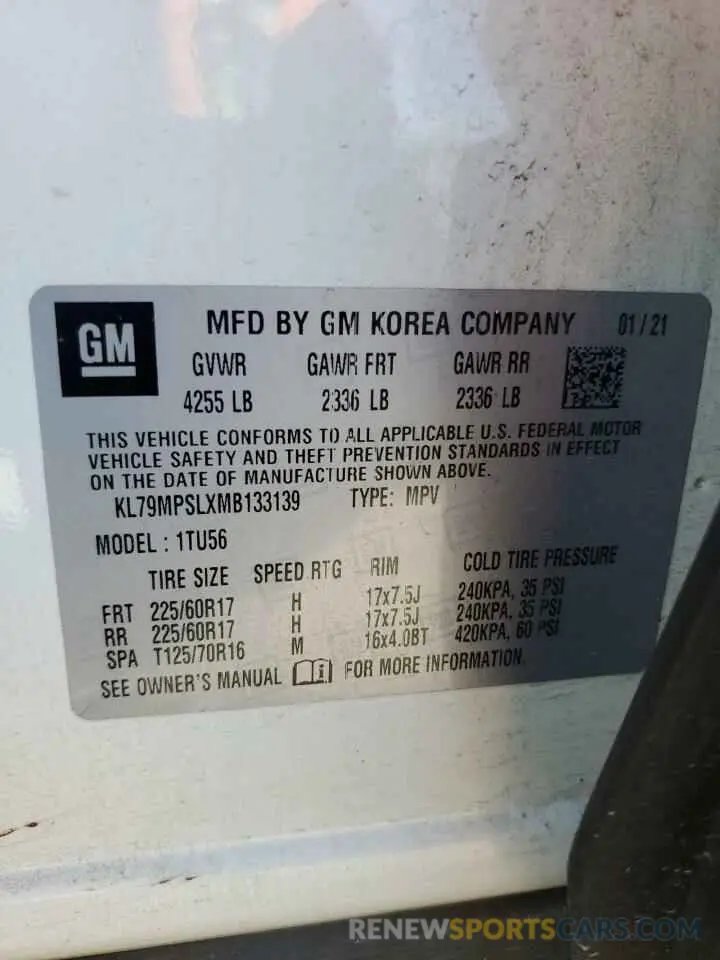 GM
MFD BY GM KOREA COMPANY 01/21
GVWR GAWR FRT GAWR RR
4255 LB 2336 LB 2336 LB
THIS VEHICLE CONFORMS TO ALL APPLICABLE U.S. FEDERAL MOTOR
VEHICLE SAFETY AND THEFT PREVENTION STANDARDS IN EFFECT
ON THE DATE OF MANUFACTURE SHOWN ABOVE.
KL79MPSLXMB133139 TYPE: MPV
MODEL : 1TU56
TIRE SIZE SPEED RTG RIM COLD TIRE PRESSURE
FRT 225/60R17 H 17x7.5J 240KPA, 35 PSI
RR 225/60R17 H 17x7.5J 240KPA, 35 PSI
SPA T125/70R16 M 16x4.0BT 420KPA, 60 PSI
SEE OWNER'S MANUAL FOR MORE INFORMATION.
RENEWSPORTSCARS.COM